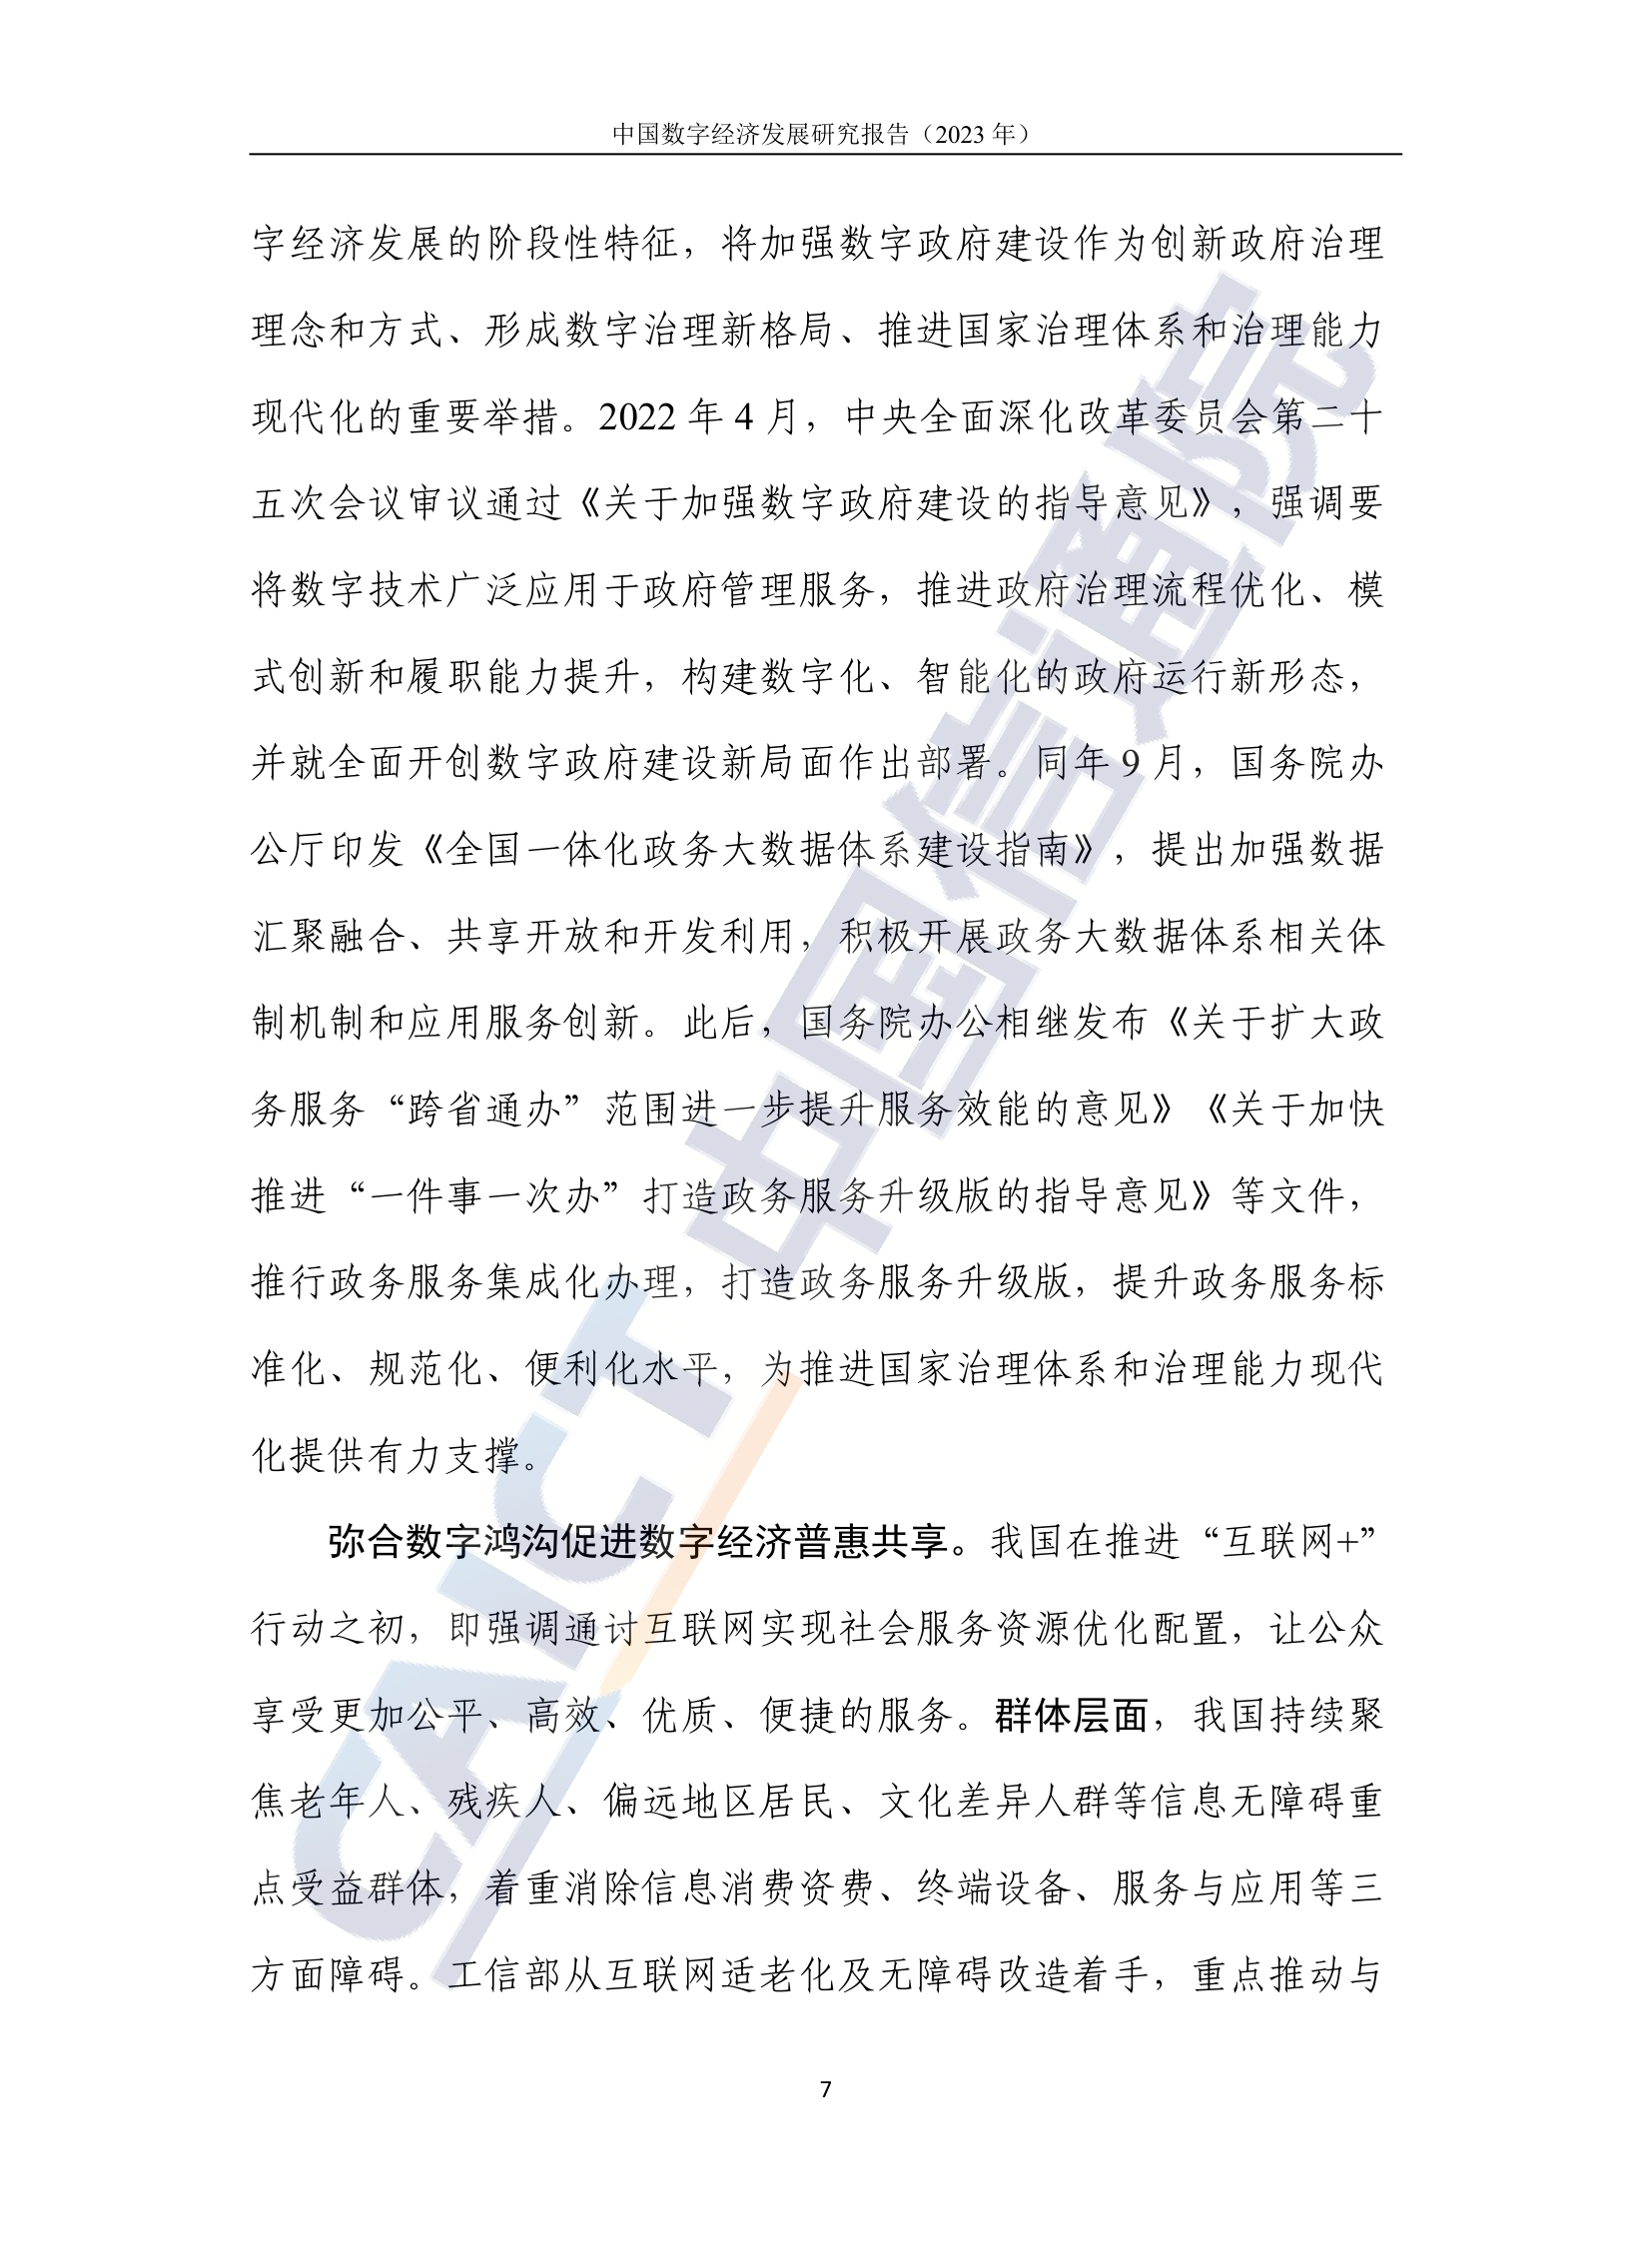 中国数字经济发展研究报告（2023 年）
字经济发展的阶段性特征，将加强数字政府建设作为创新政府治理
理念和方式、形成数字治理新格局、推进国家治理体系和治理能力
现代化的重要举措。2022 年 4 月，中央全面深化改革委员会第二十
五次会议审议通过《关于加强数字政府建设的指导意见》，强调要
将数字技术广泛应用于政府管理服务，推进政府治理流程优化、模
式创新和履职能力提升，构建数字化、智能化的政府运行新形态，
并就全面开创数字政府建设新局面作出部署。同年 9 月，国务院办
公厅印发《全国一体化政务大数据体系建设指南》，提出加强数据
汇聚融合、共享开放和开发利用，积极开展政务大数据体系相关体
制机制和应用服务创新。此后，国务院办公相继发布《关于扩大政
务服务“跨省通办”范围进一步提升服务效能的意见》《关于加快
推进“一件事一次办”打造政务服务升级版的指导意见》等文件，
推行政务服务集成化办理，打造政务服务升级版，提升政务服务标
准化、规范化、便利化水平，为推进国家治理体系和治理能力现代
化提供有力支撑。
弥合数字鸿沟促进数字经济普惠共享。我国在推进“互联网+”
行动之初，即强调通讨互联网实现社会服务资源优化配置，让公众
享受更加公平、高效、优质、便捷的服务。群体层面，我国持续聚
焦老年人、残疾人、偏远地区居民、文化差异人群等信息无障碍重
点受益群体，着重消除信息消费资费、终端设备、服务与应用等三
方面障碍。工信部从互联网适老化及无障碍改造着手，重点推动与
7
CAICT 中国信通院